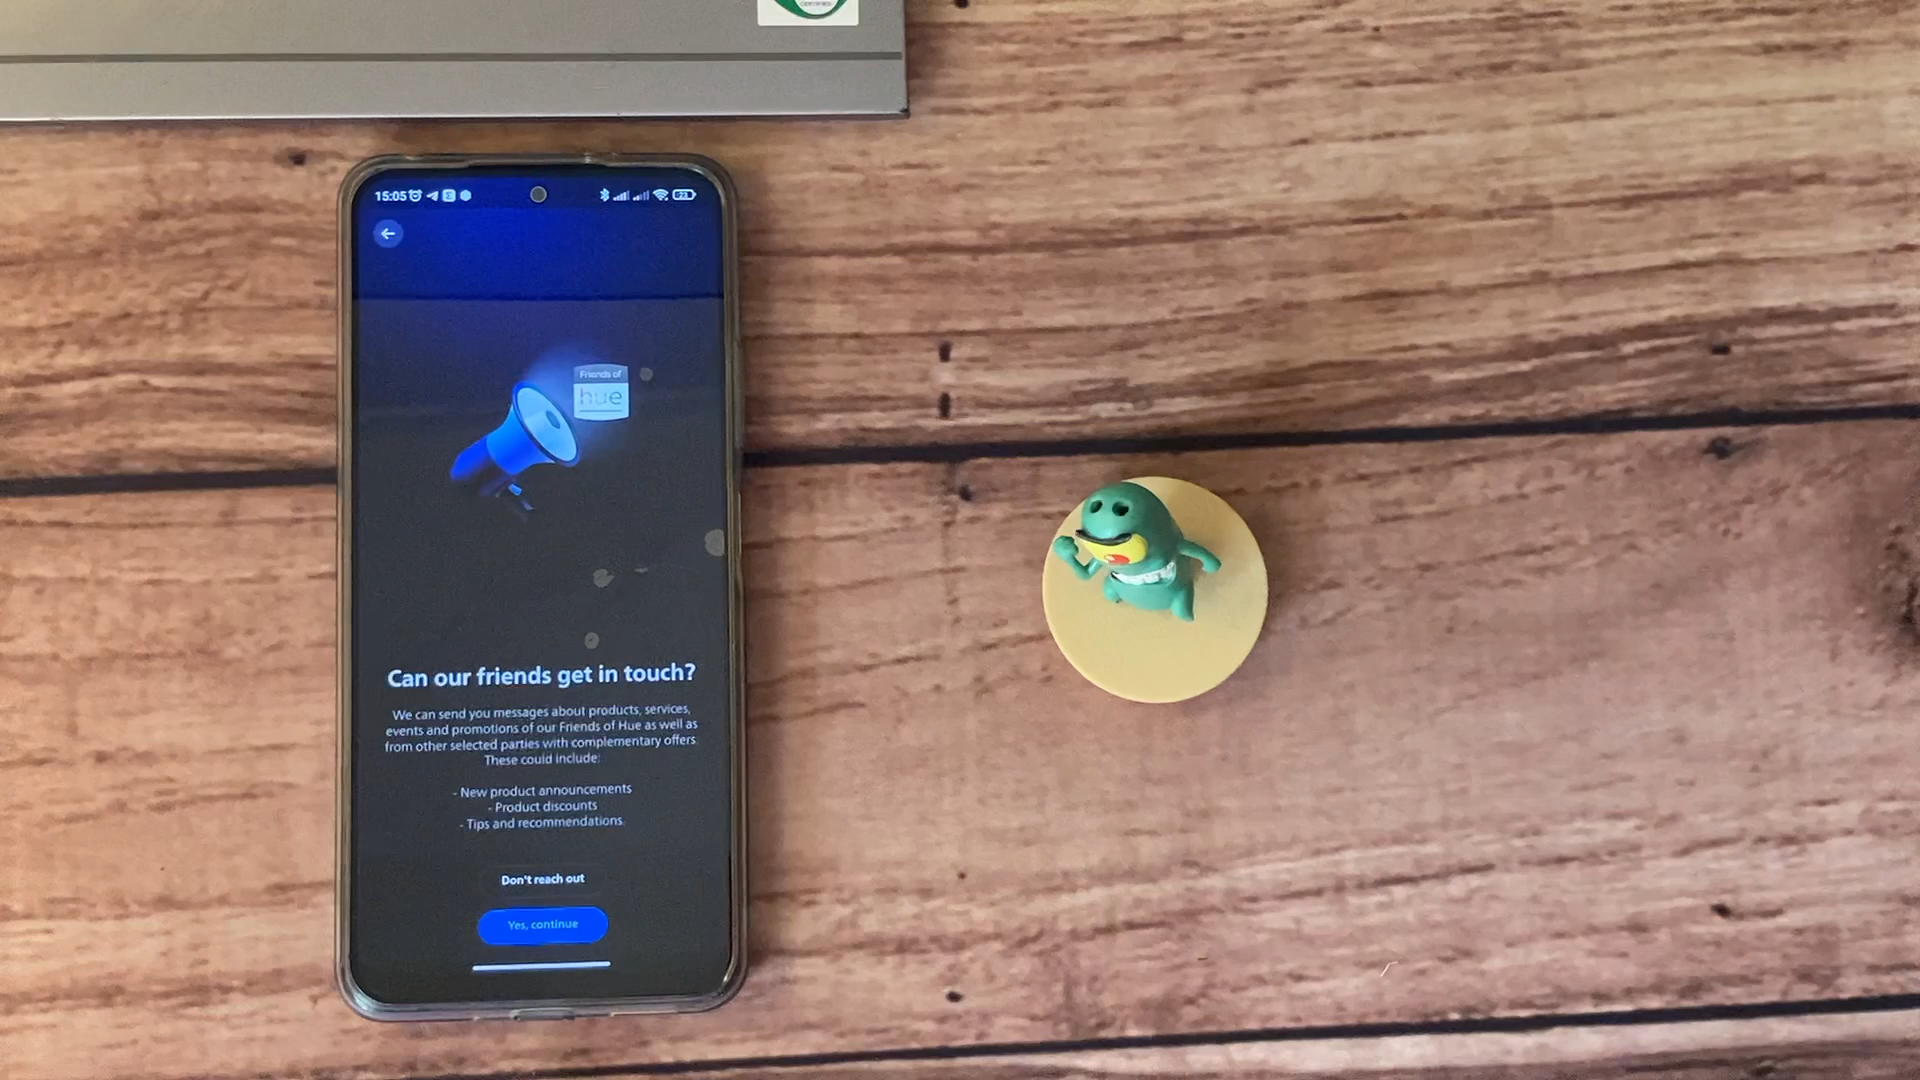 CERTIFIED
15:05
23
Friends of
hue
Can our friends get in touch?
We can send you messages about products, services,
events and promotions of our Friends of Hue as well as
from other selected parties with complementary offers.
These could include:
- New product announcements
- Product discounts
- Tips and recommendations.
Don't reach out
Yes, continue